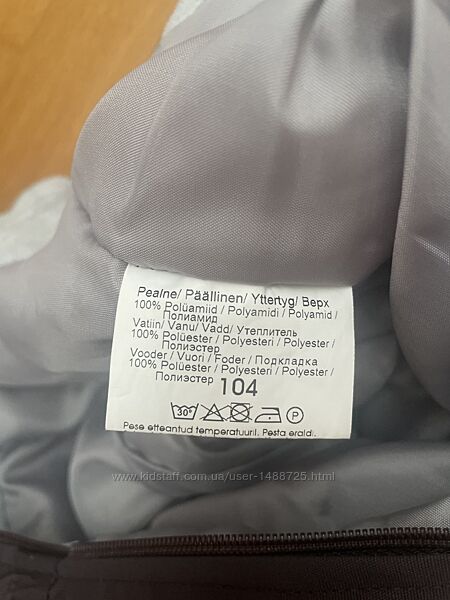 Pealne/ Päällinen/ Yttertyg/ Верх
100% Polüamiid / Polyamidi / Polyamid /
Полиамид
Vatiin/ Vanu/ Vadd/ Утеплитель
100% Polüester / Polyesteri / Polyester /
Полиэстер
Vooder / Vuori / Foder / Подкладка
100% Polüester / Polyesteri / Polyester /
Полиэстер 104
30° P
Pese etteantud temperatuuril. Pesta eraldi.
www.kidstaff.com.ua/user-1488725.html